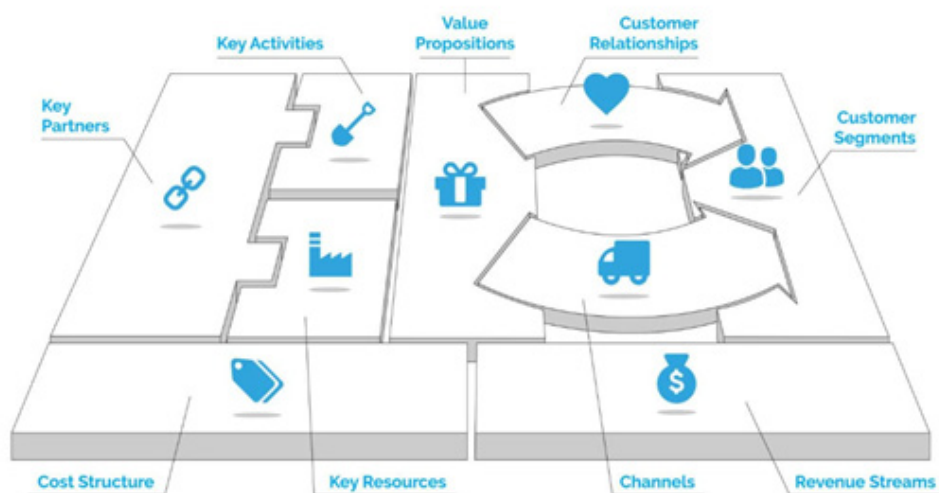 Key Activities
Value
Propositions
Customer
Relationships
Key
Partners
Customer
Segments
$
Cost Structure
Key Resources
Channels
Revenue Streams